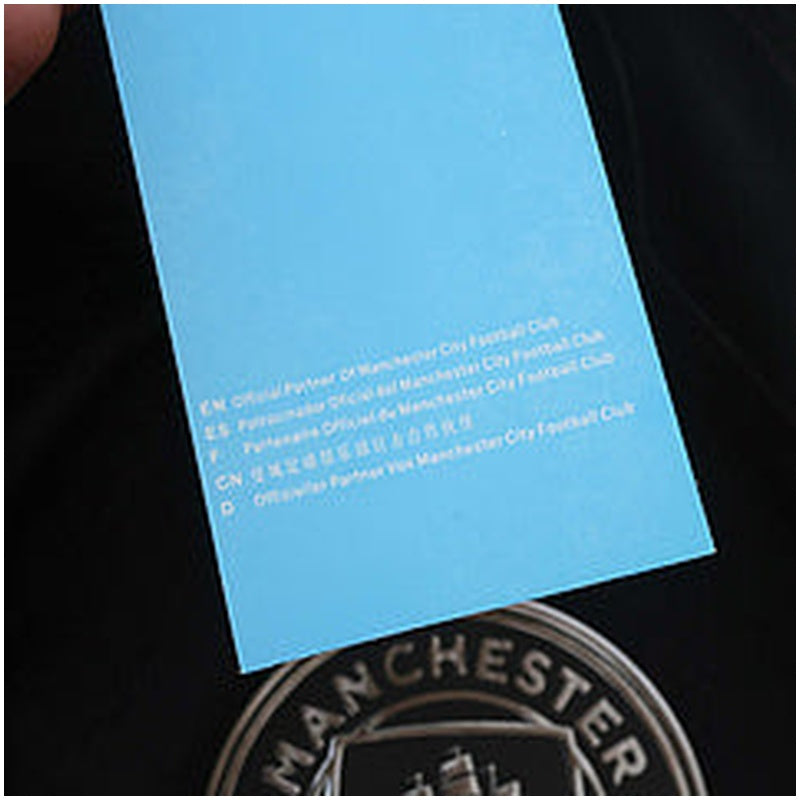 EN Official Partner Of Manchester City Football Club
ES Patrocinador Oficial del Manchester City Football Club
F Partenaire Officiel du Manchester City Football Club
CN
D Offizieller Partner Von Manchester City Football Club
MANCHESTER